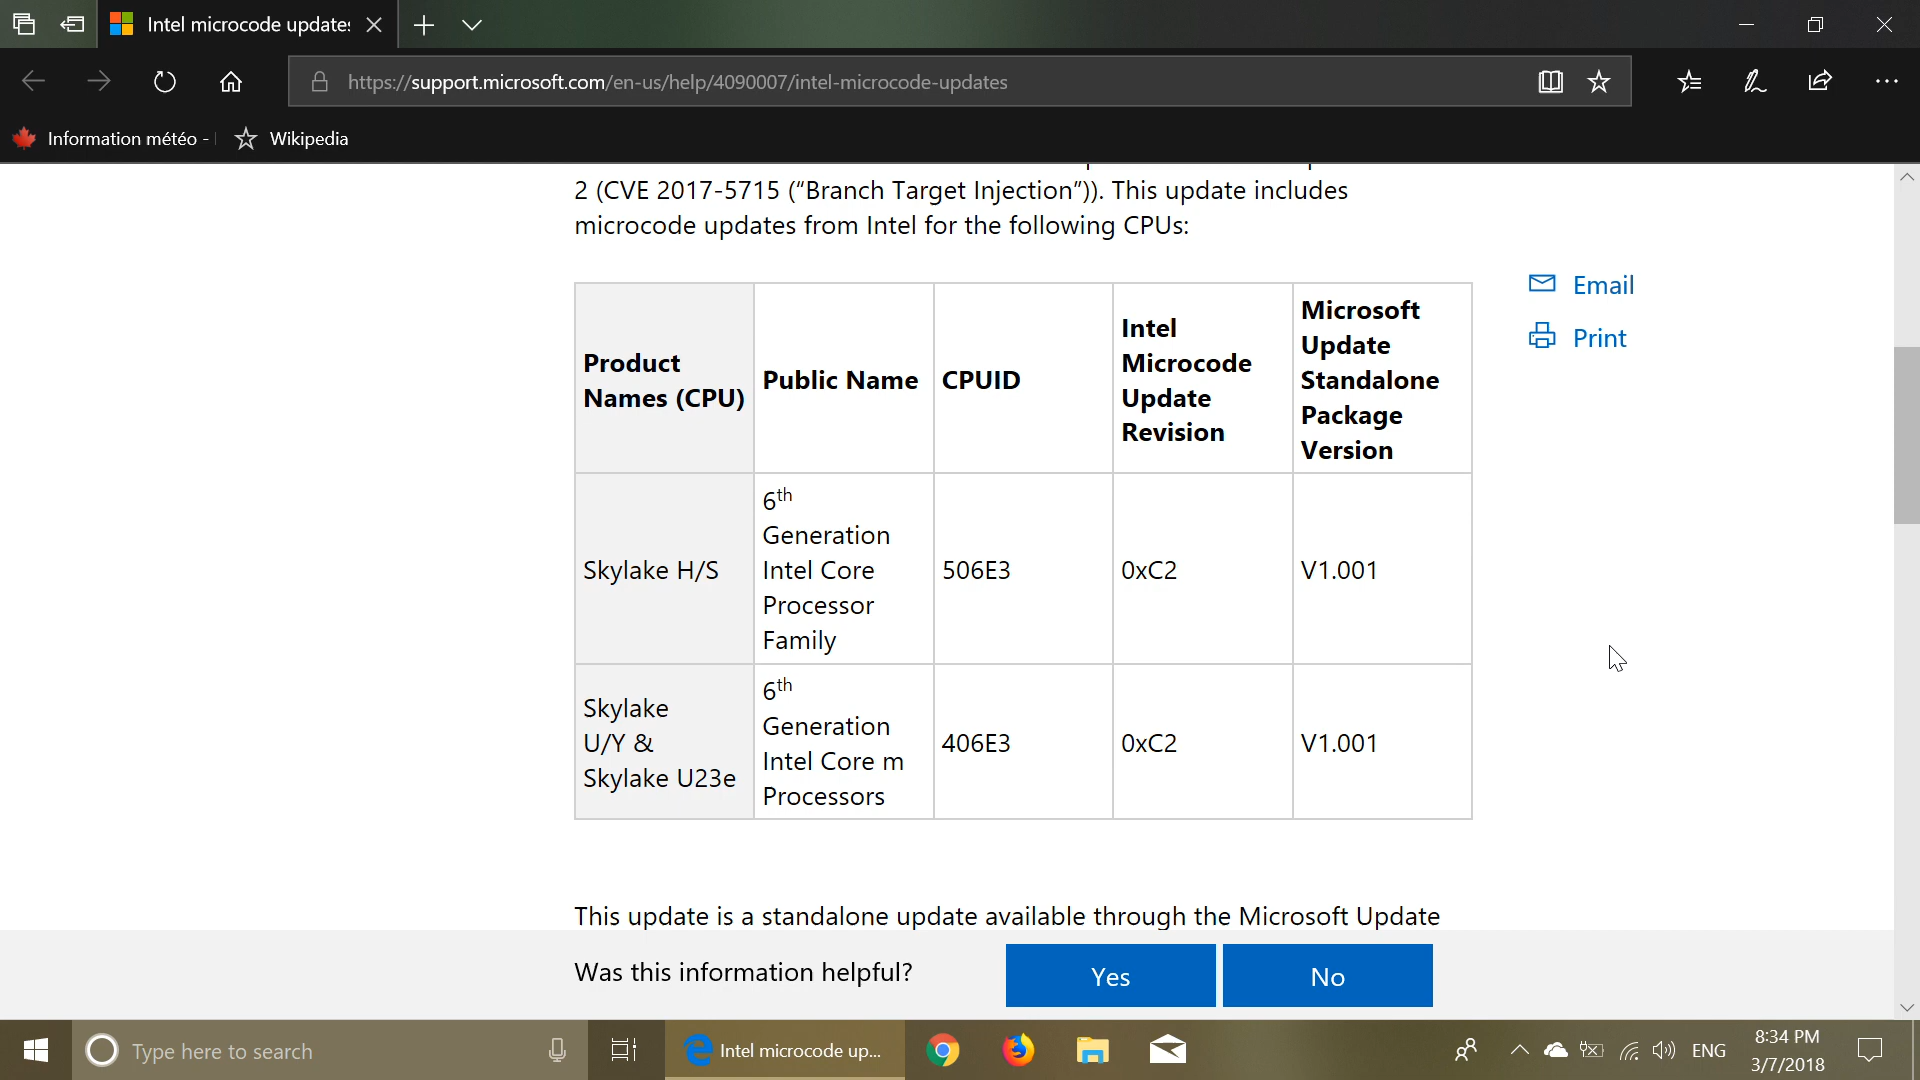 Intel microcode updates
https://support.microsoft.com/en-us/help/4090007/intel-microcode-updates
Information météo -
Wikipedia
2 (CVE 2017-5715 (“Branch Target Injection”)). This update includes
microcode updates from Intel for the following CPUs:
Email
Print
Product
Names (CPU)
Public Name
CPUID
Intel
Microcode
Update
Revision
Microsoft
Update
Standalone
Package
Version
Skylake H/S
6th
Generation
Intel Core
Processor
Family
506E3
0xC2
V1.001
Skylake
U/Y &
Skylake U23e
6th
Generation
Intel Core m
Processors
406E3
0xC2
V1.001
This update is a standalone update available through the Microsoft Update
Was this information helpful?
Yes
No
Type here to search
Intel microcode up...
ENG
8:34 PM
3/7/2018